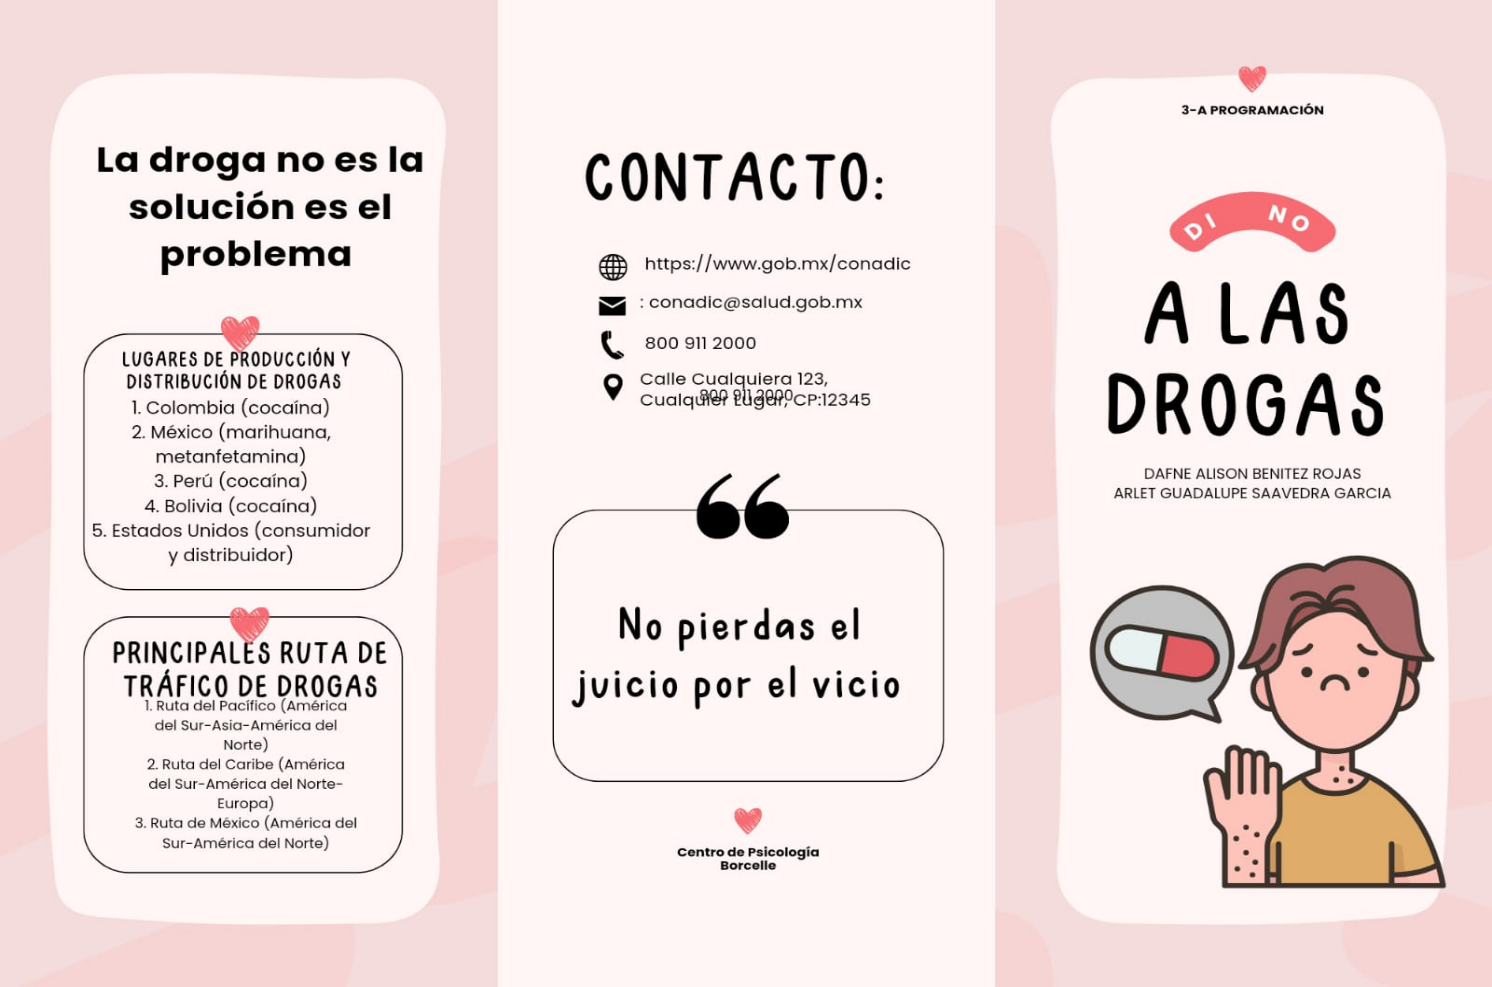 La droga no es la
solución es el
problema
LUGARES DE PRODUCCIÓN Y
DISTRIBUCIÓN DE DROGAS
1. Colombia (cocaína)
2. México (marihuana,
metanfetamina)
3. Perú (cocaína)
4. Bolivia (cocaína)
5. Estados Unidos (consumidor
y distribuidor)
PRINCIPALES RUTA DE
TRÁFICO DE DROGAS
1. Ruta del Pacífico (América
del Sur-Asia-América del
Norte)
2. Ruta del Caribe (América
del Sur-América del Norte-
Europa)
3. Ruta de México (América del
Sur-América del Norte)
CONTACTO:
https://www.gob.mx/conadic
: conadic@salud.gob.mx
800 911 2000
Calle Cualquiera 123,
800 911 2000
Cualquier Lugar, CP:12345
No pierdas el
juicio por el vicio
Centro de Psicología
Borcelle
3-A PROGRAMACIÓN
DI NO
A LAS
DROGAS
DAFNE ALISON BENITEZ ROJAS
ARLET GUADALUPE SAAVEDRA GARCIA